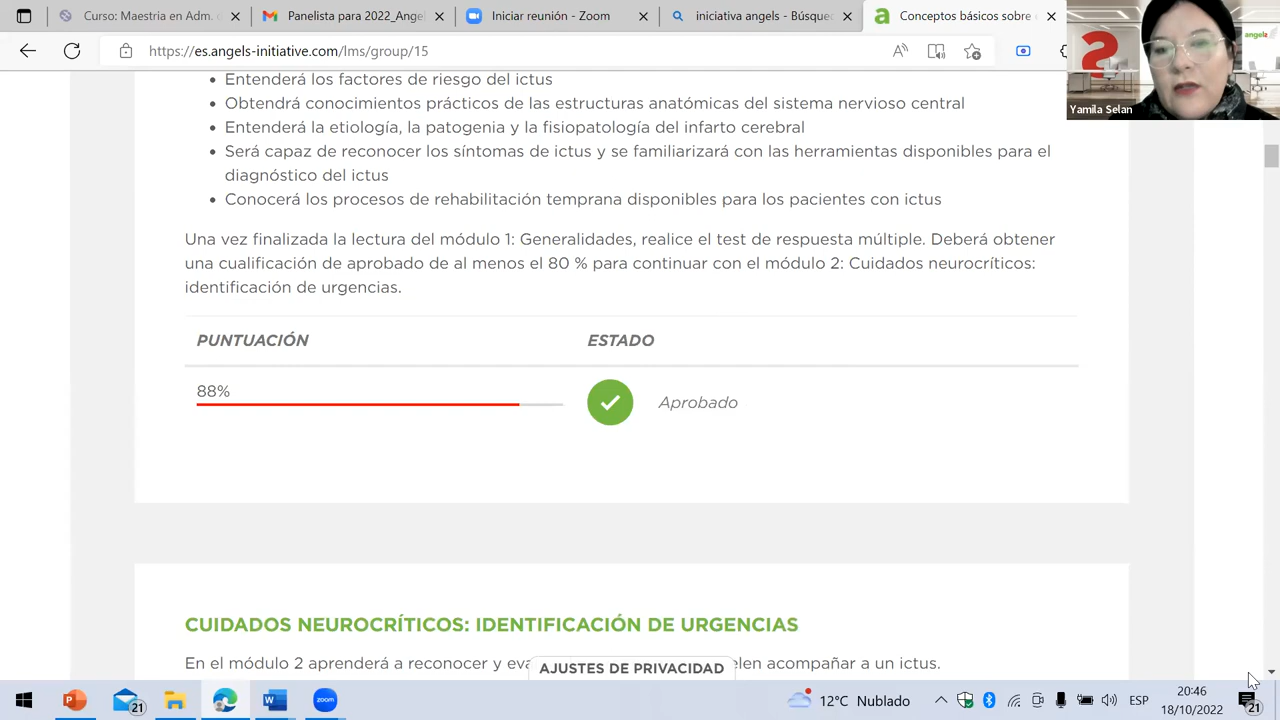 Curso: Maestría en Adm.
Panelista para 2320_Ang
Iniciar reunión - Zoom
iniciativa angels - B
Conceptos básicos sobre
https://es.angels-initiative.com/lms/group/15
angels
Yamila Selan
Entenderá los factores de riesgo del ictus
Obtendrá conocimientos prácticos de las estructuras anatómicas del sistema nervioso central
Entenderá la etiología, la patogenia y la fisiopatología del infarto cerebral
Será capaz de reconocer los síntomas de ictus y se familiarizará con las herramientas disponibles para el
diagnóstico del ictus
Conocerá los procesos de rehabilitación temprana disponibles para los pacientes con ictus
Una vez finalizada la lectura del módulo 1: Generalidades, realice el test de respuesta múltiple. Deberá obtener
una cualificación de aprobado de al menos el 80 % para continuar con el módulo 2: Cuidados neurocríticos:
identificación de urgencias.
PUNTUACIÓN ESTADO
88%
Aprobado
CUIDADOS NEUROCRÍTICOS: IDENTIFICACIÓN DE URGENCIAS
En el módulo 2 aprenderá a reconocer y eva
elen acompañar a un ictus.
AJUSTES DE PRIVACIDAD
21
12°C Nublado
ESP
20:46
18/10/2022
21